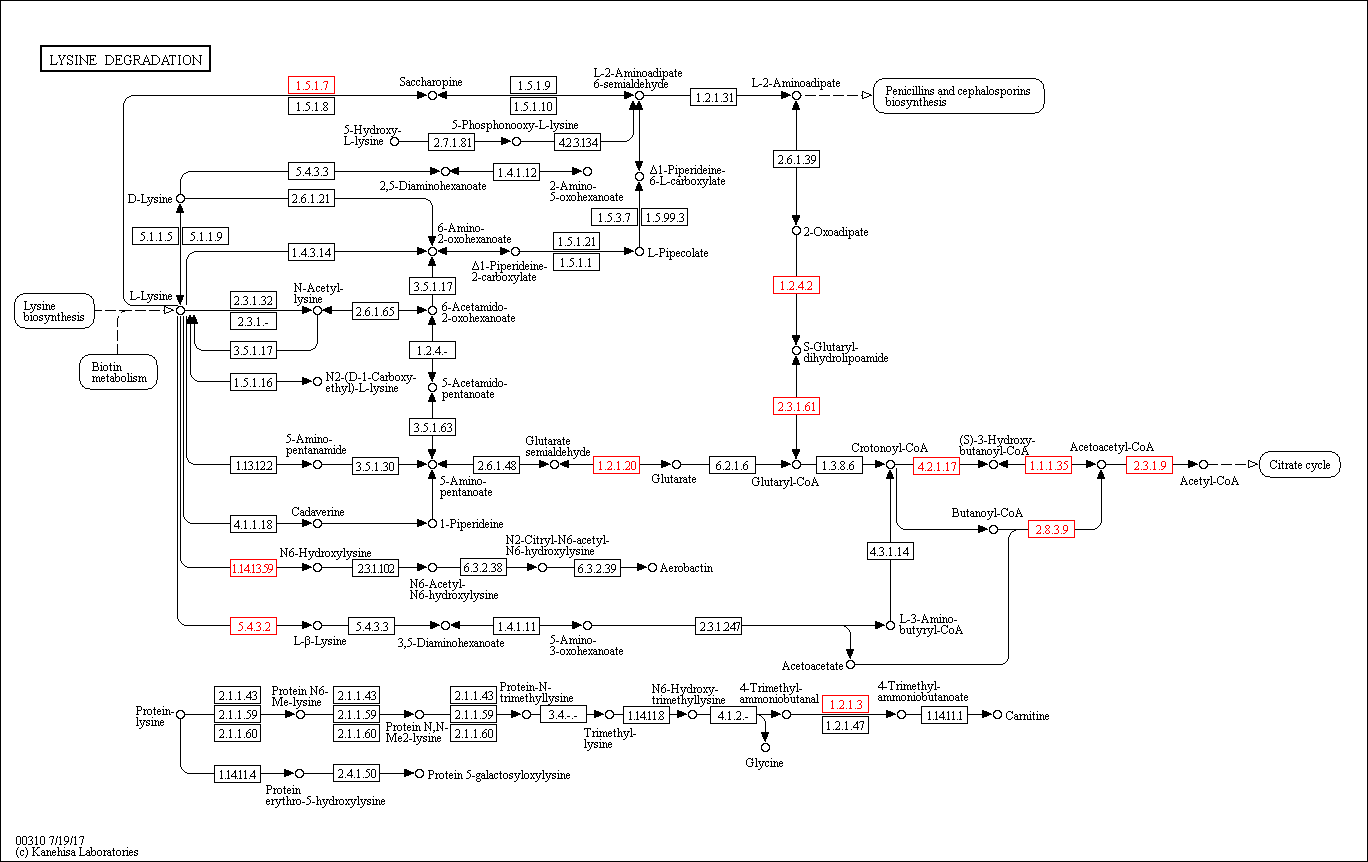 LYSINE DEGRADATION
1.5.1.7
1.5.1.8
Saccharopine
1.5.1.9
1.5.1.10
L-2-Aminoadipate
6-semialdehyde
1.2.1.31
L-2-Aminoadipate
Penicillins and cephalosporins
biosynthesis
5-Hydroxy-
L-lysine
2.7.1.81
5-Phosphonooxy-L-lysine
4.2.3.134
2.6.1.39
D-Lysine
5.4.3.3
2,5-Diaminohexanoate
1.4.1.12
2-Amino-
5-oxohexanoate
Δ1-Piperideine-
6-L-carboxylate
2.6.1.21
1.5.3.7
1.5.99.3
5.1.1.5
5.1.1.9
6-Amino-
2-oxohexanoate
2-Oxoadipate
1.4.3.14
Δ1-Piperideine-
2-carboxylate
1.5.1.21
1.5.1.1
L-Pipecolate
3.5.1.17
1.2.4.2
L-Lysine
Lysine
biosynthesis
2.3.1.32
2.3.1.-
N-Acetyl-
lysine
2.6.1.65
6-Acetamido-
2-oxohexanoate
3.5.1.17
1.2.4.-
S-Glutaryl-
dihydrolipoamide
Biotin
metabolism
1.5.1.16
N2-(D-1-Carboxy-
ethyl)-L-lysine
5-Acetamido-
pentanoate
2.3.1.61
3.5.1.63
1.13.12.2
5-Amino-
pentanamide
3.5.1.30
5-Amino-
pentanoate
2.6.1.48
Glutarate
semialdehyde
1.2.1.20
Glutarate
6.2.1.6
Glutaryl-CoA
1.3.8.6
Crotonoyl-CoA
4.2.1.17
(S)-3-Hydroxy-
butanoyl-CoA
1.1.1.35
Acetoacetyl-CoA
2.3.1.9
Acetyl-CoA
Citrate cycle
4.1.1.18
Cadaverine
1-Piperideine
Butanoyl-CoA
2.8.3.9
4.3.1.14
1.14.13.59
N6-Hydroxylysine
2.3.1.102
N6-Acetyl-
N6-hydroxylysine
6.3.2.38
N2-Citryl-N6-acetyl-
N6-hydroxylysine
6.3.2.39
Aerobactin
5.4.3.2
L-β-Lysine
5.4.3.3
3,5-Diaminohexanoate
1.4.1.11
5-Amino-
3-oxohexanoate
2.3.1.247
L-3-Amino-
butyryl-CoA
Acetoacetate
Protein-
lysine
2.1.1.43
2.1.1.59
2.1.1.60
Protein N6-
Me-lysine
2.1.1.43
2.1.1.59
2.1.1.60
Protein N,N-
Me2-lysine
2.1.1.43
2.1.1.59
2.1.1.60
Protein-N-
trimethyllysine
3.4.-.-
Trimethyl-
lysine
1.14.11.8
N6-Hydroxy-
trimethyllysine
4.1.2.-
Glycine
4-Trimethyl-
ammoniobutanal
1.2.1.3
1.2.1.47
4-Trimethyl-
ammoniobutanoate
1.14.11.1
Carnitine
1.14.11.4
Protein
erythro-5-hydroxylysine
2.4.1.50
Protein 5-galactosyloxylysine
00310 7/19/17
(c) Kanehisa Laboratories